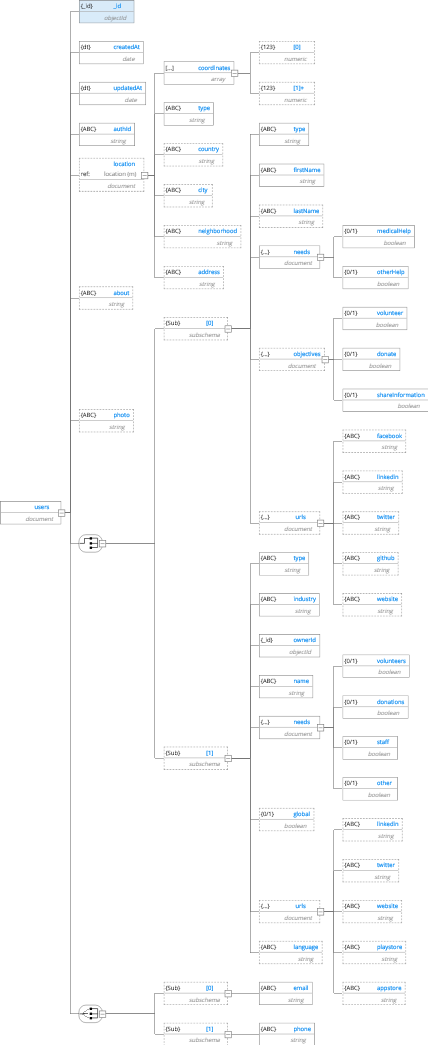 {_id} _id
objectId
{dt} createdAt
date
{dt} updatedAt
date
{ABC} authId
string
location
ref: location (m)
document
[...] coordinates
array
{123} [0]
numeric
{123} [1]+
numeric
{ABC} type
string
{ABC} country
string
{ABC} city
string
{ABC} neighborhood
string
{ABC} address
string
{ABC} about
string
{ABC} photo
string
users
document
{Sub} [0]
subschema
{ABC} type
string
{ABC} firstName
string
{ABC} lastName
string
{...} needs
document
{0/1} medicalHelp
boolean
{0/1} otherHelp
boolean
{...} objectives
document
{0/1} volunteer
boolean
{0/1} donate
boolean
{0/1} shareInformation
boolean
{...} urls
document
{ABC} facebook
string
{ABC} linkedin
string
{ABC} twitter
string
{ABC} github
string
{ABC} website
string
{Sub} [1]
subschema
{ABC} type
string
{ABC} industry
string
{_id} ownerId
objectId
{ABC} name
string
{...} needs
document
{0/1} volunteers
boolean
{0/1} donations
boolean
{0/1} staff
boolean
{0/1} other
boolean
{0/1} global
boolean
{...} urls
document
{ABC} linkedin
string
{ABC} twitter
string
{ABC} website
string
{ABC} playstore
string
{ABC} appstore
string
{ABC} language
string
{Sub} [0]
subschema
{ABC} email
string
{Sub} [1]
subschema
{ABC} phone
string